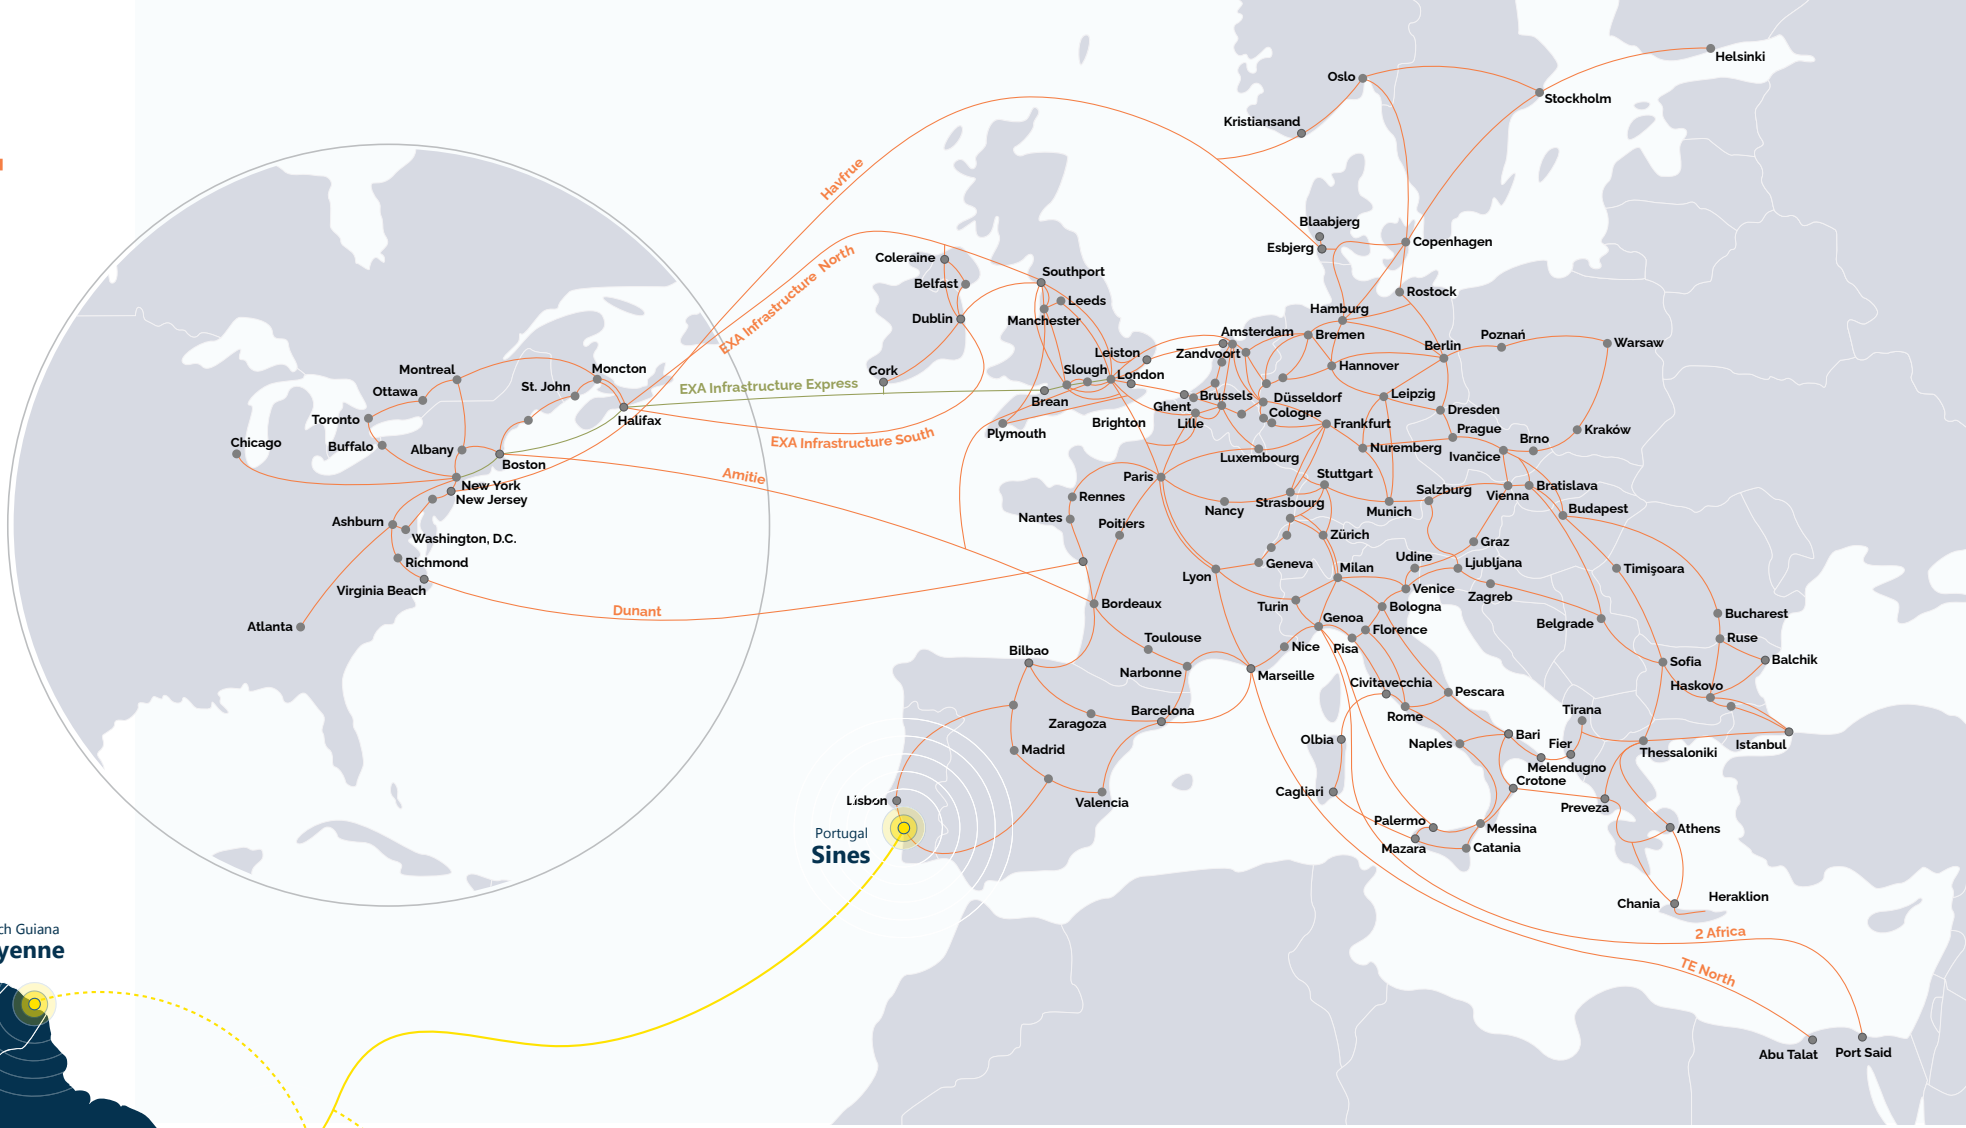 Helsinki
Oslo
Stockholm
Kristiansand
Havfrue
Blaabjerg
Esbjerg
Copenhagen
EXA Infrastructure North
Coleraine
Belfast
Dublin
Cork
Southport
Leeds
Manchester
Rostock
Hamburg
Bremen
Amsterdam
Zandvoort
Leiston
Slough
London
Brean
Plymouth
Brighton
Berlin
Poznań
Warsaw
Hannover
Leipzig
Dresden
Düsseldorf
Cologne
Brussels
Ghent
Lille
Frankfurt
Prague
Brno
Kraków
Nuremberg
Ivančice
Luxembourg
Montreal
Moncton
Ottawa
St. John
Toronto
Halifax
Chicago
Buffalo
Albany
Boston
New York
New Jersey
Ashburn
Washington, D.C.
Richmond
Virginia Beach
Atlanta
EXA Infrastructure Express
EXA Infrastructure South
Amitie
Dunant
Paris
Rennes
Nantes
Poitiers
Nancy
Strasbourg
Stuttgart
Munich
Salzburg
Vienna
Bratislava
Budapest
Zürich
Graz
Geneva
Lyon
Milan
Udine
Ljubljana
Timişoara
Venice
Zagreb
Bordeaux
Turin
Bologna
Genoa
Florence
Belgrade
Bucharest
Ruse
Toulouse
Nice
Pisa
Bilbao
Narbonne
Marseille
Sofia
Balchik
Haskovo
Civitavecchia
Pescara
Rome
Zaragoza
Barcelona
Tirana
Madrid
Olbia
Naples
Bari
Fier
Thessaloniki
Istanbul
Melendugno
Crotone
Lisbon
Valencia
Cagliari
Preveza
Palermo
Messina
Athens
Mazara
Catania
Portugal
Sines
Chania
Heraklion
2 Africa
TE North
Abu Talat
Port Said
ch Guiana
yenne